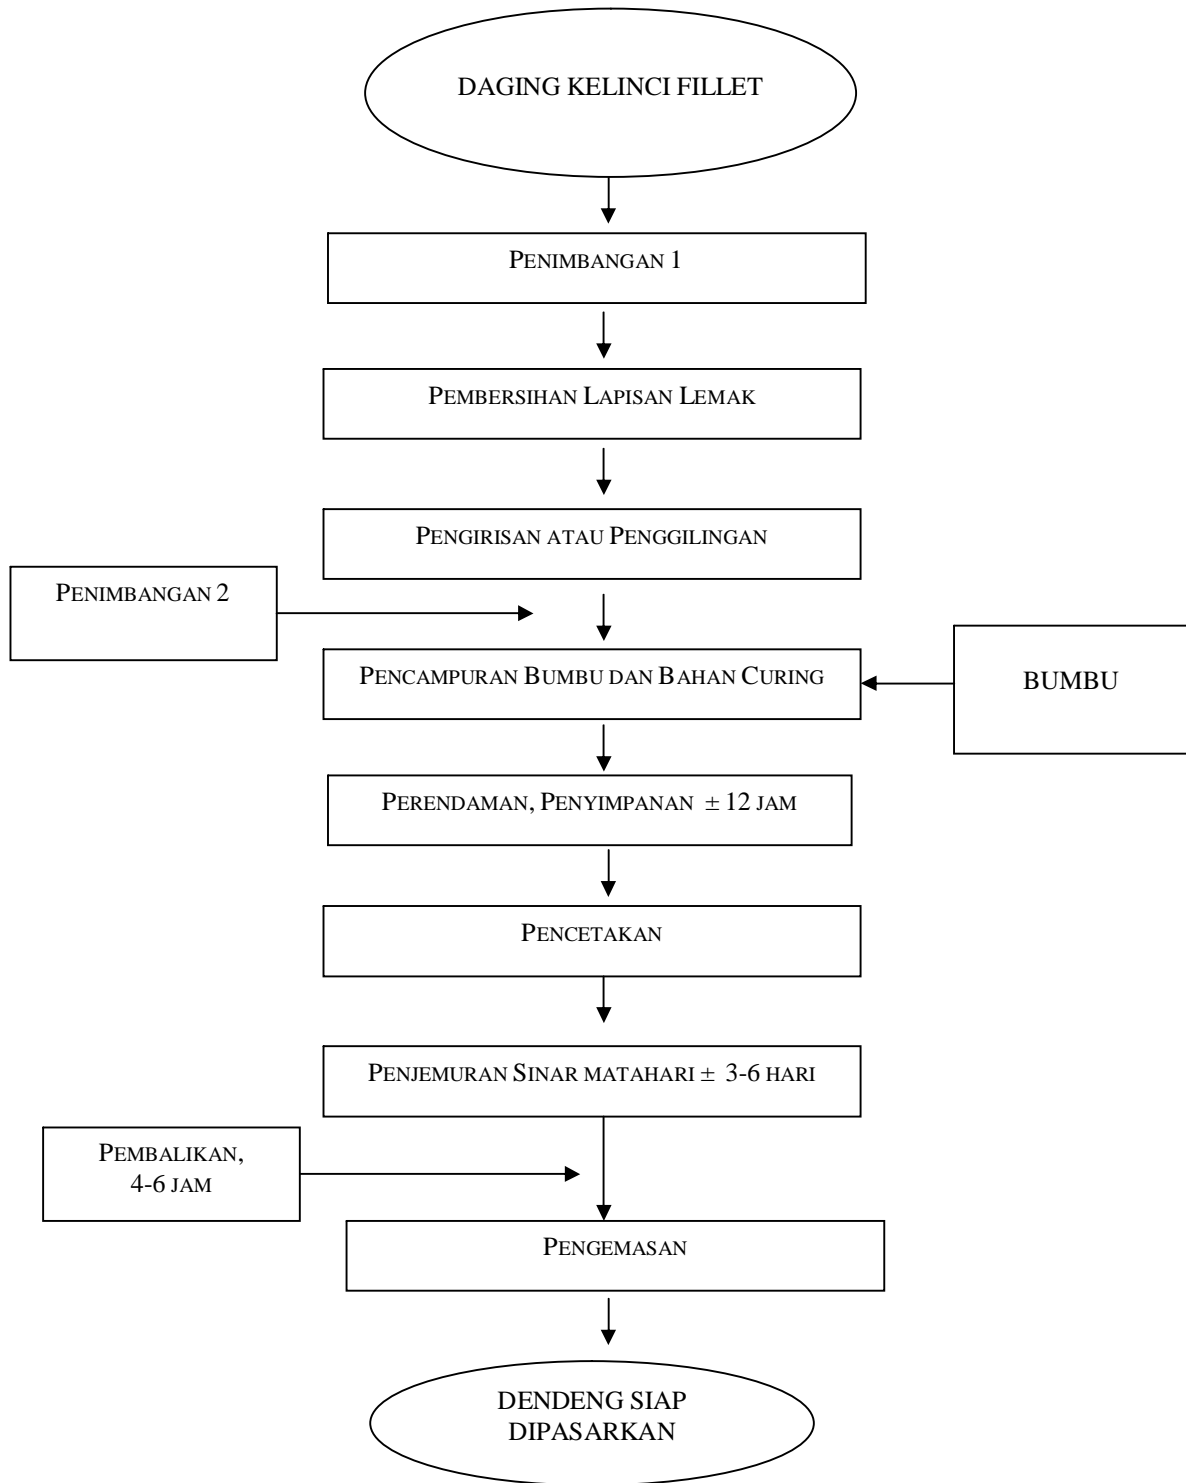 DAGING KELINCI FILLET
PENIMBANGAN 1
PEMBERSIHAN LAPISAN LEMAK
PENGIRISAN ATAU PENGGILINGAN
PENIMBANGAN 2
PENCAMPURAN BUMBU DAN BAHAN CURING
BUMBU
PERENDAMAN, PENYIMPANAN ± 12 JAM
PENCETAKAN
PENJEMURAN SINAR MATAHARI ± 3-6 HARI
PEMBALIKAN,
4-6 JAM
PENGEMASAN
DENDENG SIAP
DIPASARKAN